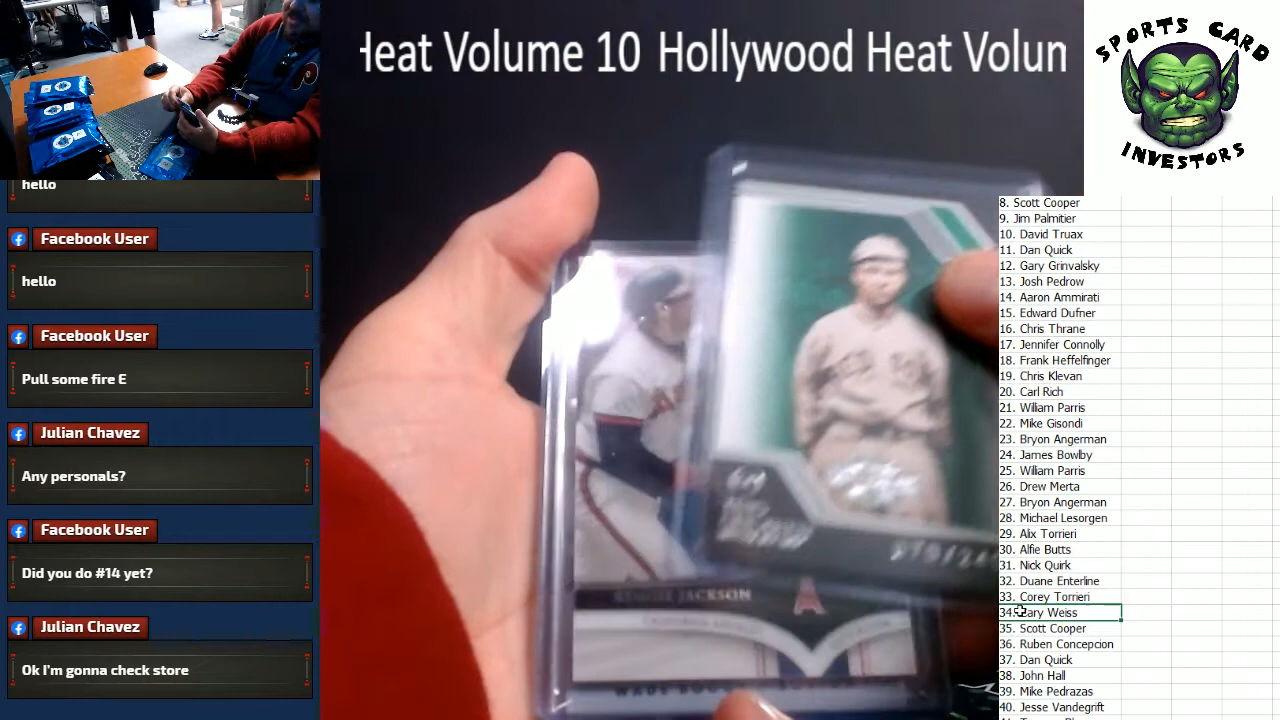 Heat Volume 10 Hollywood Heat Volum
SPORTS CARD
INVESTORS
hello
Facebook User
hello
Facebook User
Pull some fire E
Julian Chavez
Any personals?
Facebook User
Did you do #14 yet?
Julian Chavez
Ok I'm gonna check store
JACKSON
WADE BOGGS
8. Scott Cooper
9. Jim Palmitier
10. David Truax
11. Dan Quick
12. Gary Grinvalsky
13. Josh Pedrow
14. Aaron Ammirati
15. Edward Dufner
16. Chris Thrane
17. Jennifer Connolly
18. Frank Heffelfinger
19. Chris Klevan
20. Carl Rich
21. William Parris
22. Mike Gisondi
23. Bryon Angerman
24. James Bowlby
25. William Parris
26. Drew Merta
27. Bryon Angerman
28. Michael Lesorgen
29. Alix Torrieri
30. Alfie Butts
31. Nick Quirk
32. Duane Enterline
33. Corey Torrieri
34. Gary Weiss
35. Scott Cooper
36. Ruben Concepcion
37. Dan Quick
38. John Hall
39. Mike Pedrazas
40. Jesse Vandegrift